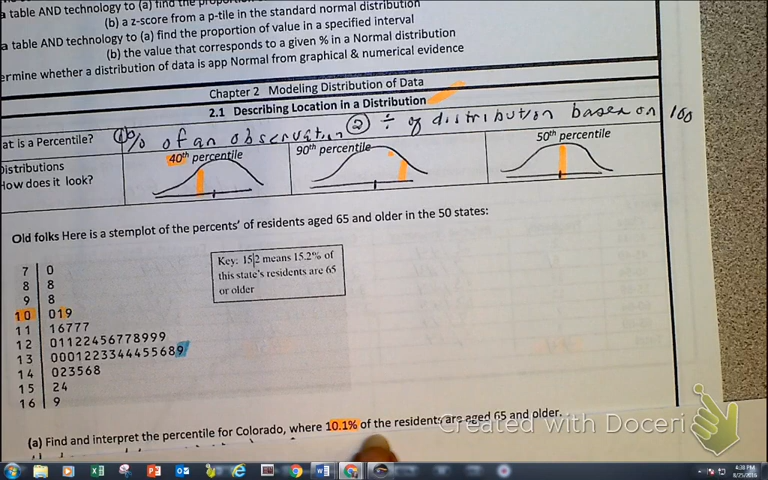 a table AND technology to (a) find the proportion
(b) a z-score from a p-tile in the standard normal distribution
a table AND technology to (a) find the proportion of value in a specified interval
(b) the value that corresponds to a given % in a Normal distribution
ermine whether a distribution of data is app Normal from graphical & numerical evidence
Chapter 2 Modeling Distribution of Data
2.1 Describing Location in a Distribution
at is a Percentile? ① % of an observation ② ÷ of distribution based on 100
Distributions
How does it look?
40th percentile
90th percentile
50th percentile
Old folks Here is a stemplot of the percents' of residents aged 65 and older in the 50 states:
Key: 15|2 means 15.2% of
this state's residents are 65
or older
7 | 0
8 | 8
9 | 8
10 | 019
11 | 16777
12 | 01122456778999
13 | 0001223344455689
14 | 023568
15 | 24
16 | 9
(a) Find and interpret the percentile for Colorado, where 10.1% of the residents are aged 65 and older.
Created with Doceri
4:38 PM
8/25/2016